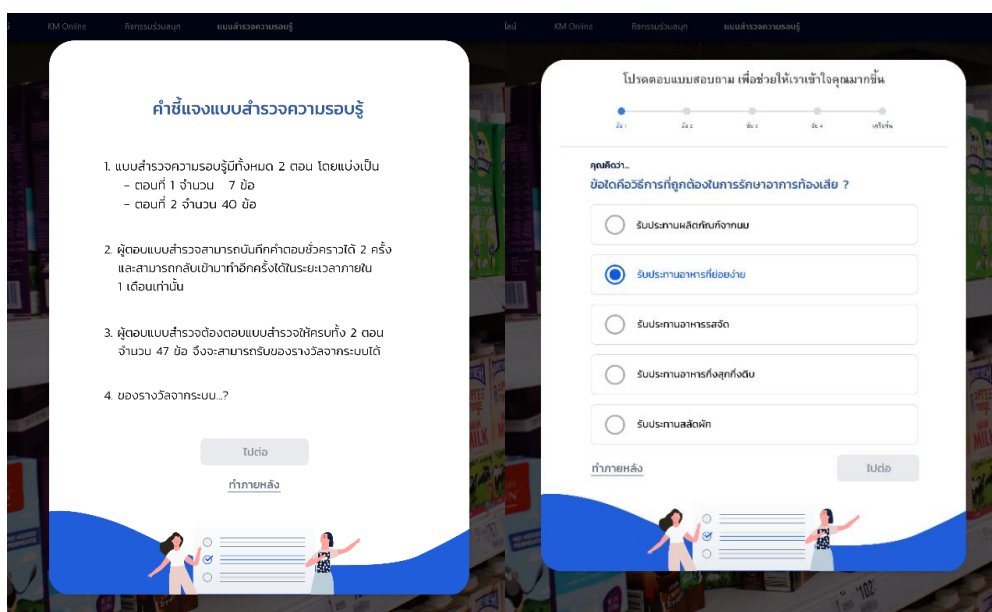 KM Online กิจกรรมร่วมสนุก แบบสำรวจความรอบรู้
คำชี้แจงแบบสำรวจความรอบรู้
1. แบบสำรวจความรอบรู้มีทั้งหมด 2 ตอน โดยแบ่งเป็น
- ตอนที่ 1 จำนวน 7 ข้อ
- ตอนที่ 2 จำนวน 40 ข้อ
2. ผู้ตอบแบบสำรวจสามารถบันทึกคำตอบชั่วคราวได้ 2 ครั้ง
และสามารถกลับเข้ามาทำอีกครั้งได้ในระยะเวลาภายใน
1 เดือนเท่านั้น
3. ผู้ตอบแบบสำรวจต้องตอบแบบสำรวจให้ครบทั้ง 2 ตอน
จำนวน 47 ข้อ จึงจะสามารถรับของรางวัลจากระบบได้
4. ของรางวัลจากระบบ...?
ไปต่อ
ทำภายหลัง
KM Online กิจกรรมร่วมสนุก แบบสำรวจความรอบรู้
โปรดตอบแบบสอบถาม เพื่อช่วยให้เราเข้าใจคุณมากขึ้น
ข้อ 1 ข้อ 2 ข้อ 3 ข้อ 4 เสร็จสิ้น
คุณคิดว่า...
ข้อใดคือวิธีการที่ถูกต้องในการรักษาอาการท้องเสีย ?
รับประทานผลิตภัณฑ์จากนม
รับประทานอาหารที่ย่อยง่าย
รับประทานอาหารรสจัด
รับประทานอาหารกึ่งสุกกึ่งดิบ
รับประทานสลัดผัก
ทำภายหลัง ไปต่อ